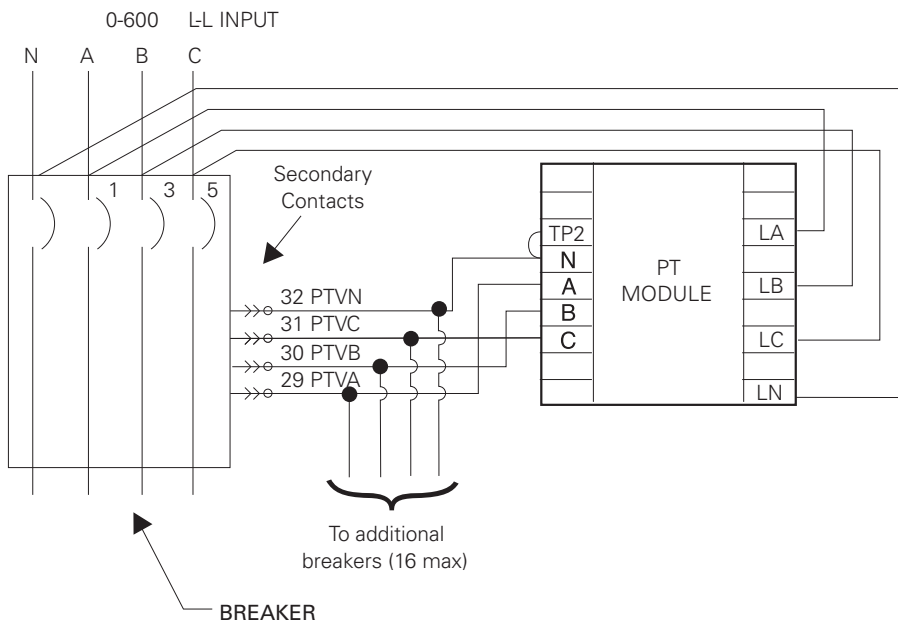 0-600 L-L INPUT
N A B C
1 3 5
Secondary
Contacts
32 PTVN
31 PTVC
30 PTVB
29 PTVA
TP2
N
A
B
C
PT
MODULE
LA
LB
LC
LN
To additional
breakers (16 max)
BREAKER